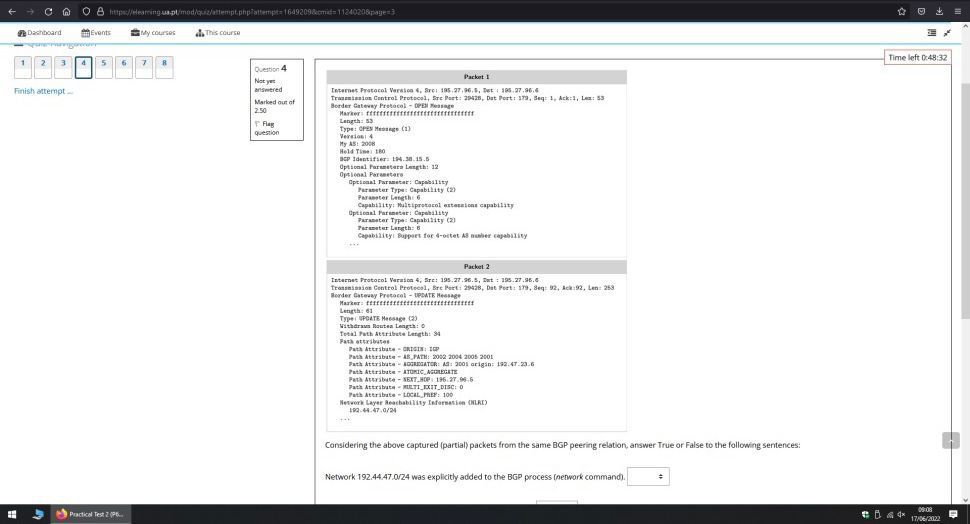 https://elearning.ua.pt/mod/quiz/attempt.php?attempt=1649209&cmid=1124020&page=3
Dashboard Events My courses This course
Quiz navigation
1 2 3 4 5 6 7 8
Finish attempt ...
Time left 0:48:32
Question 4
Not yet
answered
Marked out of
2.50
Flag
question
Packet 1
Internet Protocol Version 4, Src: 195.27.96.5, Dst : 195.27.96.6
Transmission Control Protocol, Src Port: 29428, Dst Port: 179, Seq: 1, Ack:1, Len: 53
Border Gateway Protocol - OPEN Message
Marker: ffffffffffffffffffffffffffffffff
Length: 53
Type: OPEN Message (1)
Version: 4
My AS: 2008
Hold Time: 180
BGP Identifier: 194.38.15.5
Optional Parameters Length: 12
Optional Parameters
Optional Parameter: Capability
Parameter Type: Capability (2)
Parameter Length: 6
Capability: Multiprotocol extensions capability
Optional Parameter: Capability
Parameter Type: Capability (2)
Parameter Length: 6
Capability: Support for 4-octet AS number capability
...
Packet 2
Internet Protocol Version 4, Src: 195.27.96.5, Dst : 195.27.96.6
Transmission Control Protocol, Src Port: 29428, Dst Port: 179, Seq: 92, Ack:92, Len: 253
Border Gateway Protocol - UPDATE Message
Marker: ffffffffffffffffffffffffffffffff
Length: 61
Type: UPDATE Message (2)
Withdrawn Routes Length: 0
Total Path Attribute Length: 34
Path attributes
Path Attribute - ORIGIN: IGP
Path Attribute - AS_PATH: 2002 2004 2005 2001
Path Attribute - AGGREGATOR: AS: 2001 origin: 192.47.23.6
Path Attribute - ATOMIC_AGGREGATE
Path Attribute - NEXT_HOP: 195.27.96.5
Path Attribute - MULTI_EXIT_DISC: 0
Path Attribute - LOCAL_PREF: 100
Network Layer Reachability Information (NLRI)
192.44.47.0/24
...
Considering the above captured (partial) packets from the same BGP peering relation, answer True or False to the following sentences:
Network 192.44.47.0/24 was explicitly added to the BGP process (network command).
Practical Test 2 (P6...
09:08
17/06/2022